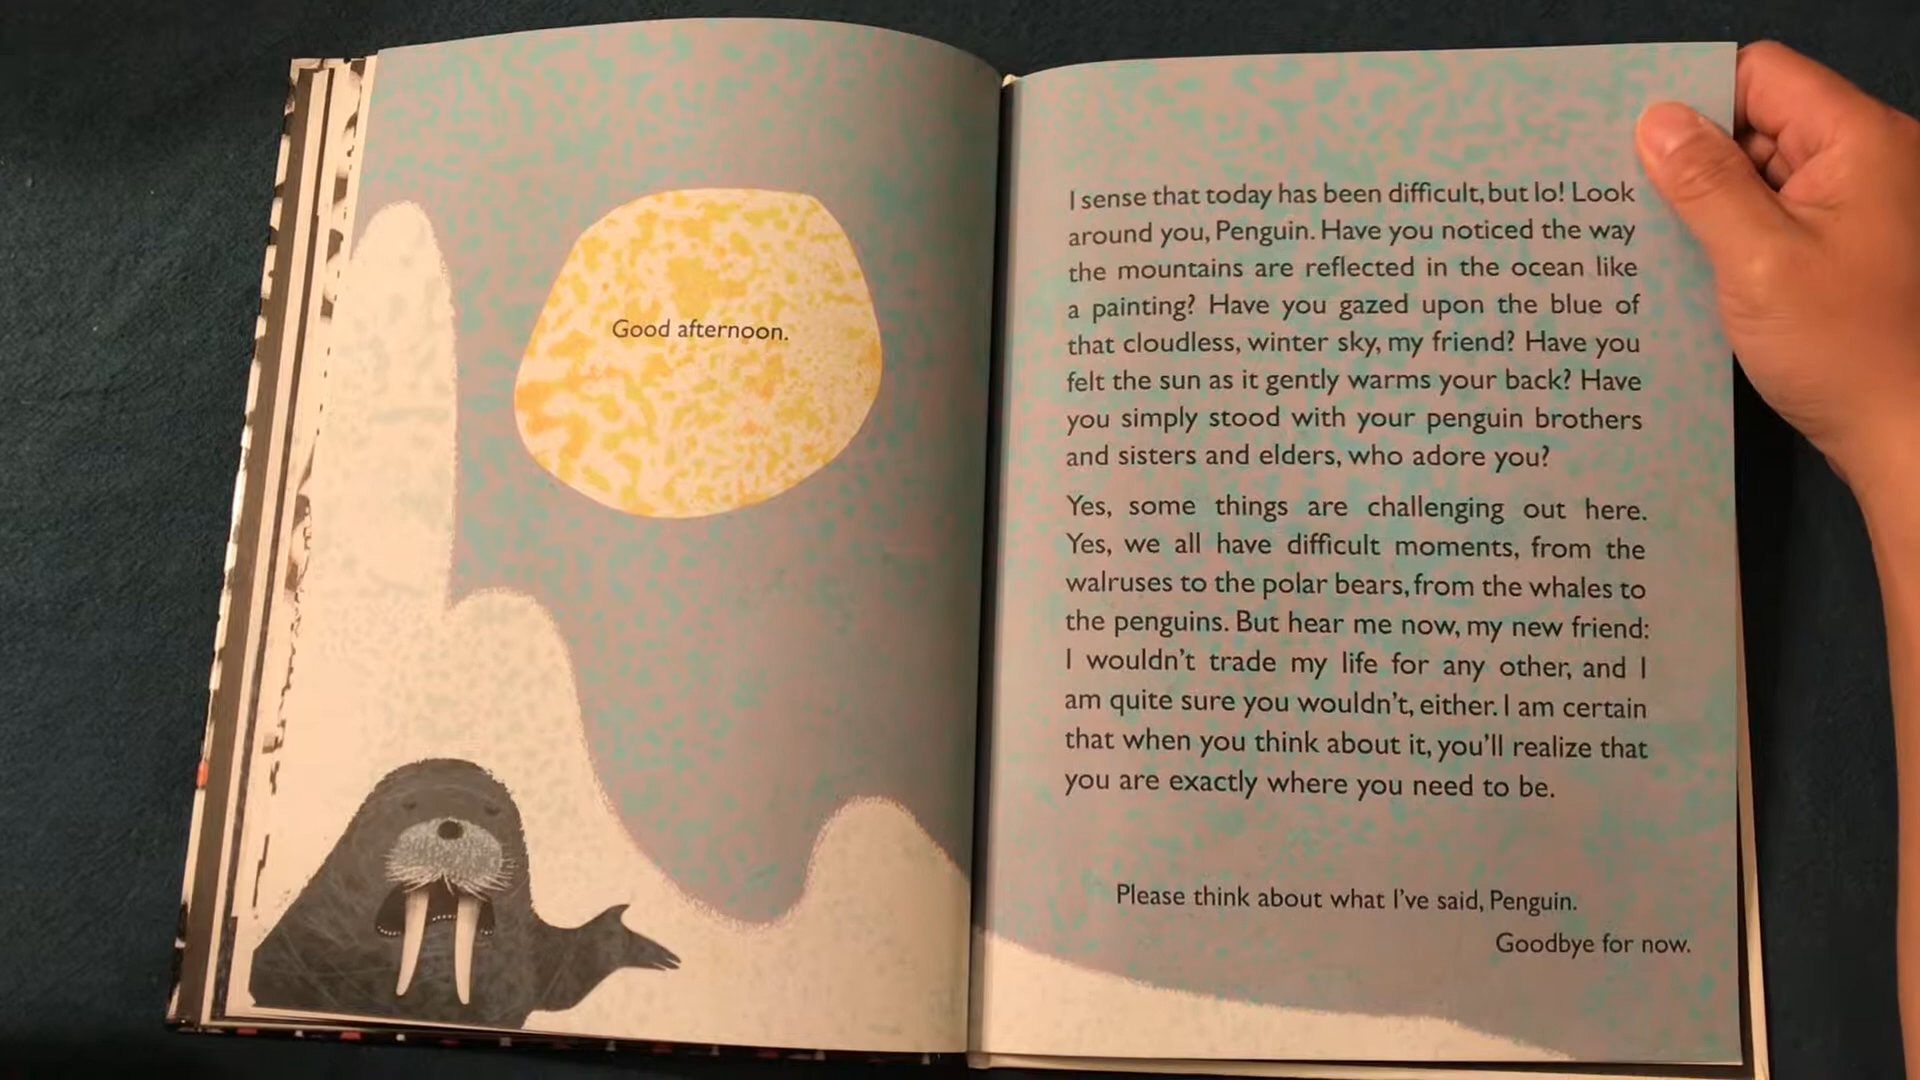 Good afternoon.
I sense that today has been difficult, but lo! Look
around you, Penguin. Have you noticed the way
the mountains are reflected in the ocean like
a painting? Have you gazed upon the blue of
that cloudless, winter sky, my friend? Have you
felt the sun as it gently warms your back? Have
you simply stood with your penguin brothers
and sisters and elders, who adore you?
Yes, some things are challenging out here.
Yes, we all have difficult moments, from the
walruses to the polar bears, from the whales to
the penguins. But hear me now, my new friend:
I wouldn't trade my life for any other, and I
am quite sure you wouldn't, either. I am certain
that when you think about it, you'll realize that
you are exactly where you need to be.
Please think about what I've said, Penguin.
Goodbye for now.